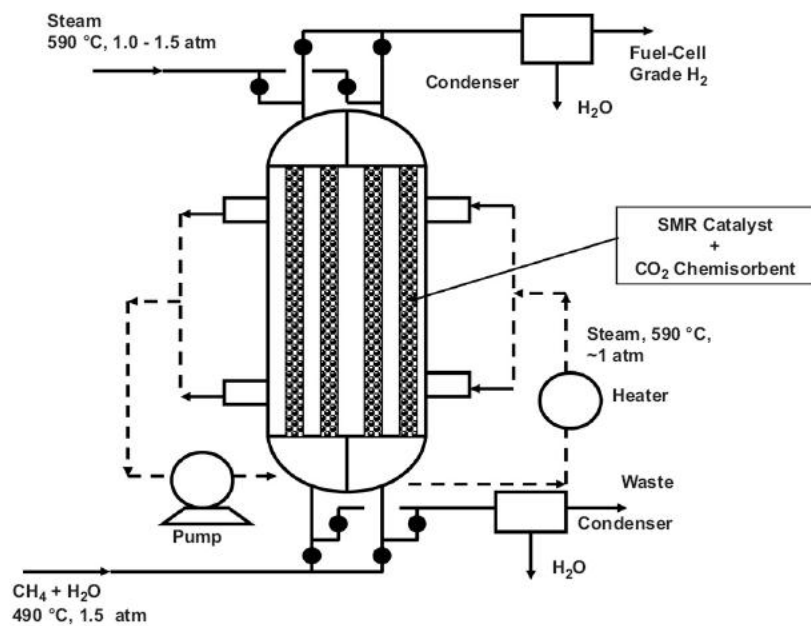 Steam
590 °C, 1.0 - 1.5 atm
Condenser
Fuel-Cell
Grade H₂
H₂O
SMR Catalyst
+
CO₂ Chemisorbent
Steam, 590 °C,
~1 atm
Heater
Pump
Waste
Condenser
H₂O
CH₄ + H₂O
490 °C, 1.5 atm